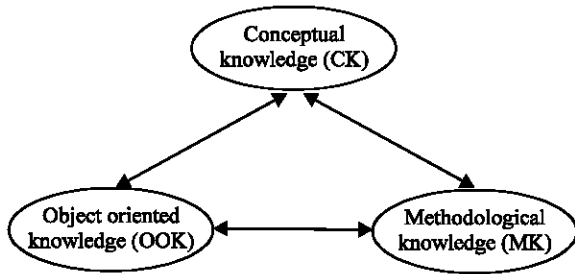 Conceptual
knowledge (CK)
Object oriented
knowledge (OOK)
Methodological
knowledge (MK)